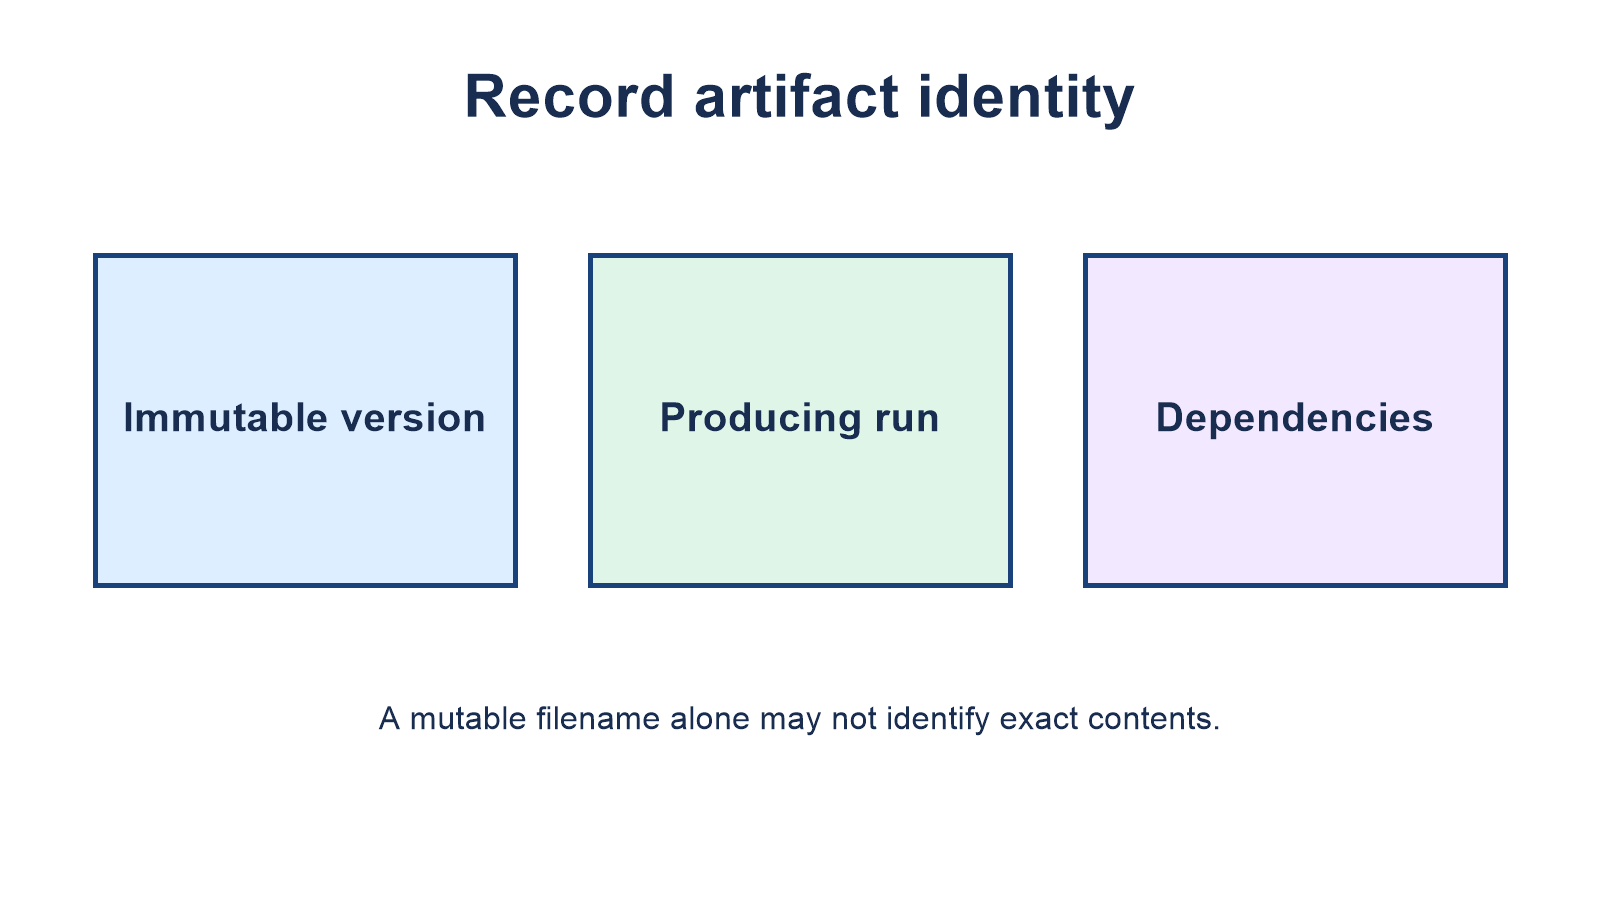 Record artifact identity
Immutable version
Producing run
Dependencies
A mutable filename alone may not identify exact contents.